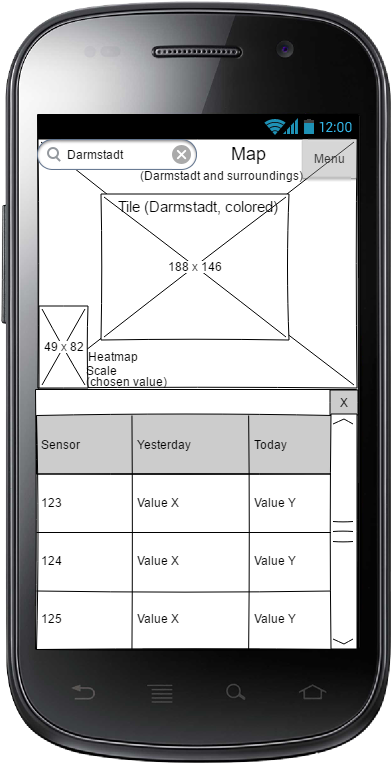 12:00
Darmstadt
Map
Menu
(Darmstadt and surroundings)
Tile (Darmstadt, colored)
188 x 146
49 x 82
Heatmap
Scale
(chosen value)
X
Sensor Yesterday Today
123 Value X Value Y
124 Value X Value Y
125 Value X Value Y